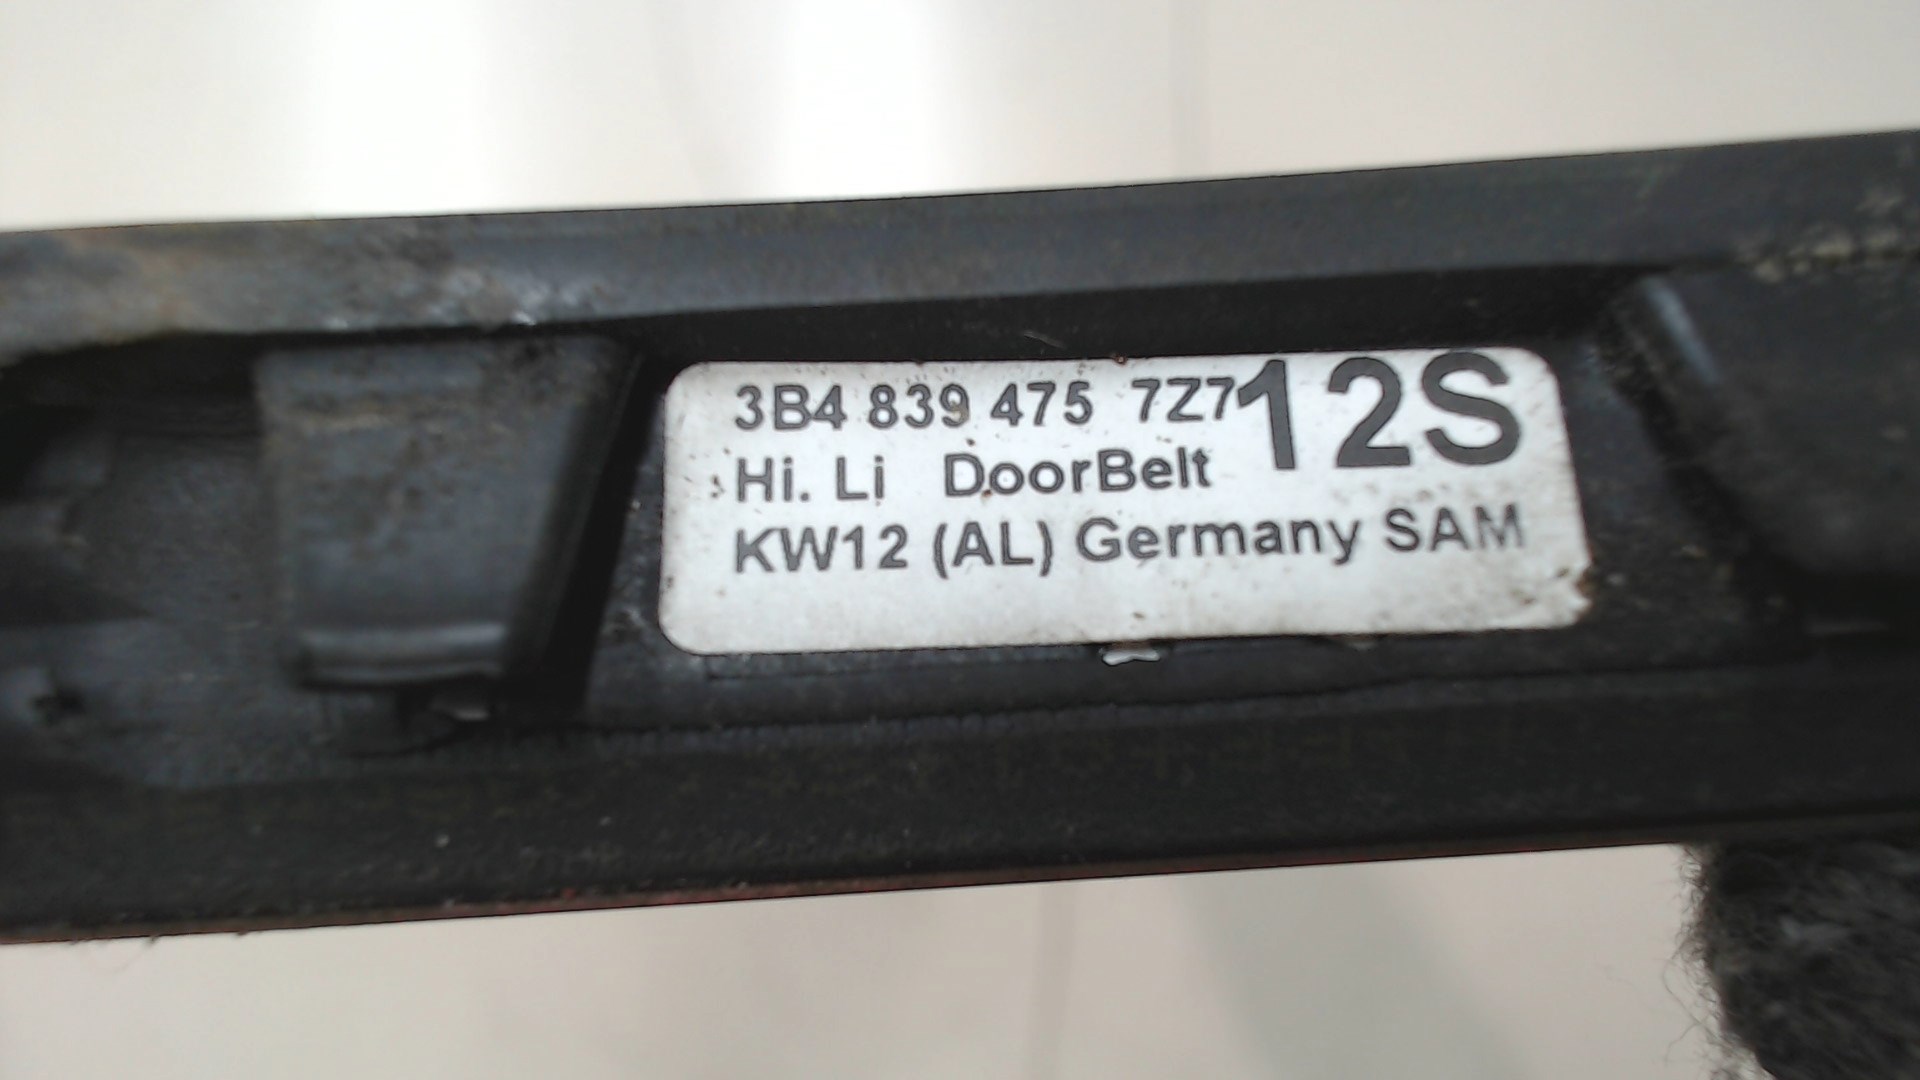 3B4 839 475 7Z7 12S
Hi. Li DoorBelt
KW12 (AL) Germany SAM